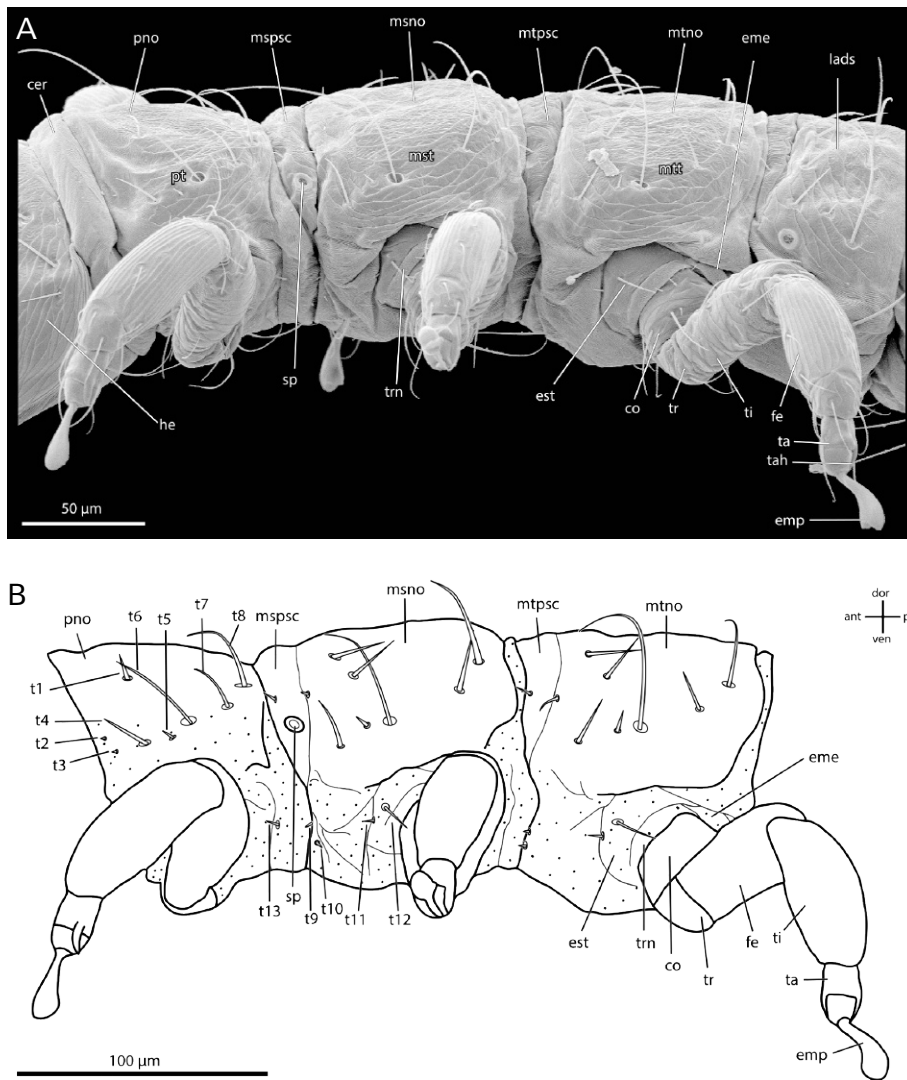 A
pno
mspsc
msno
mtpsc
mtno
eme
lads
cer
pt
mst
mtt
sp
trn
est
co
tr
ti
fe
ta
tah
he
emp
50 µm
B
pno
t6
t5
t7
t8
mspsc
msno
mtpsc
mtno
dor
ant
p
ven
t1
t4
t2
t3
eme
t13
sp
t9
t10
t11
t12
est
trn
co
tr
fe
ti
ta
emp
100 µm